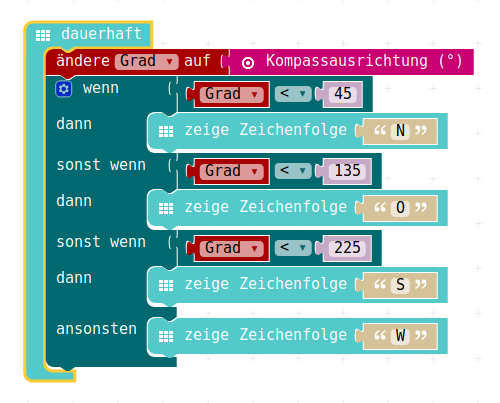 dauerhaft
ändere Grad auf Kompassausrichtung (°)
wenn Grad < 45
dann zeige Zeichenfolge “ N ”
sonst wenn Grad < 135
dann zeige Zeichenfolge “ O ”
sonst wenn Grad < 225
dann zeige Zeichenfolge “ S ”
ansonsten zeige Zeichenfolge “ W ”